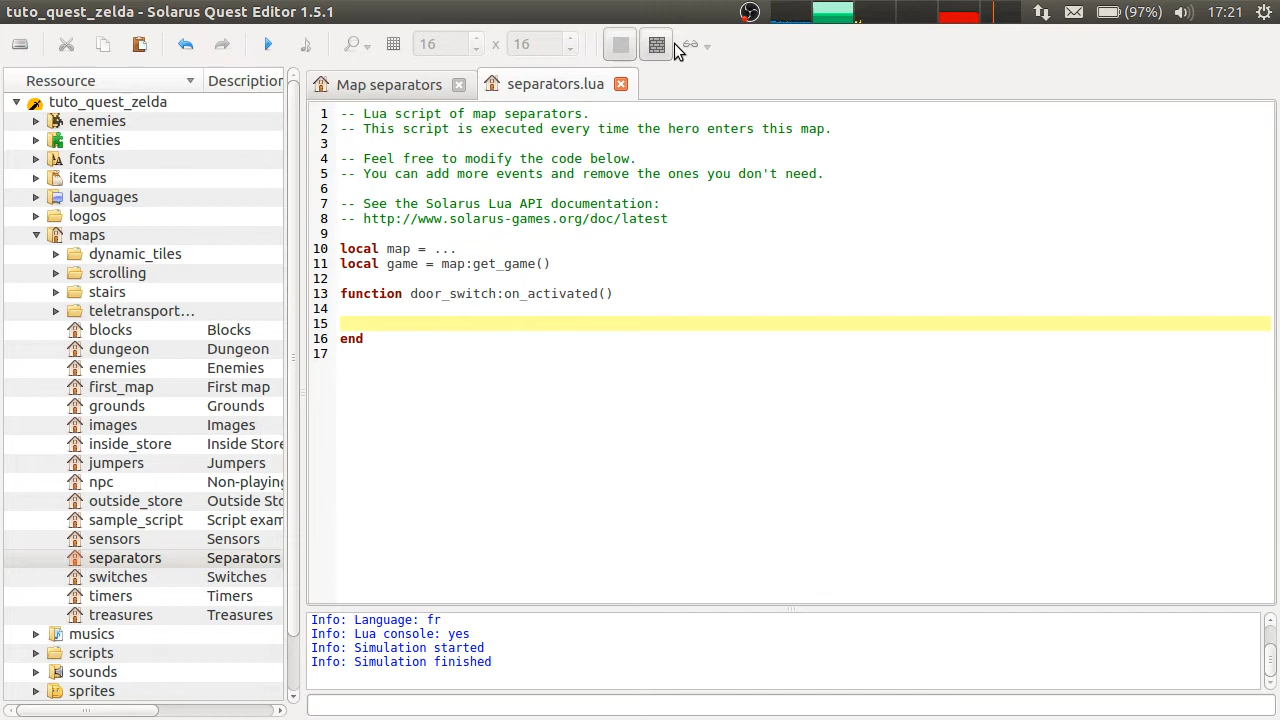 tuto_quest_zelda - Solarus Quest Editor 1.5.1
(97%) 17:21
16 x 16
Ressource Description
Map separators
separators.lua
tuto_quest_zelda
enemies
entities
fonts
items
languages
logos
maps
dynamic_tiles
scrolling
stairs
teletransport...
blocks Blocks
dungeon Dungeon
enemies Enemies
first_map First map
grounds Grounds
images Images
inside_store Inside Store
jumpers Jumpers
npc Non-playing
outside_store Outside Sto
sample_script Script exam
sensors Sensors
separators Separators
switches Switches
timers Timers
treasures Treasures
musics
scripts
sounds
sprites
1 -- Lua script of map separators.
2 -- This script is executed every time the hero enters this map.
3
4 -- Feel free to modify the code below.
5 -- You can add more events and remove the ones you don't need.
6
7 -- See the Solarus Lua API documentation:
8 -- http://www.solarus-games.org/doc/latest
9
10 local map = ...
11 local game = map:get_game()
12
13 function door_switch:on_activated()
14
15
16 end
17
Info: Language: fr
Info: Lua console: yes
Info: Simulation started
Info: Simulation finished